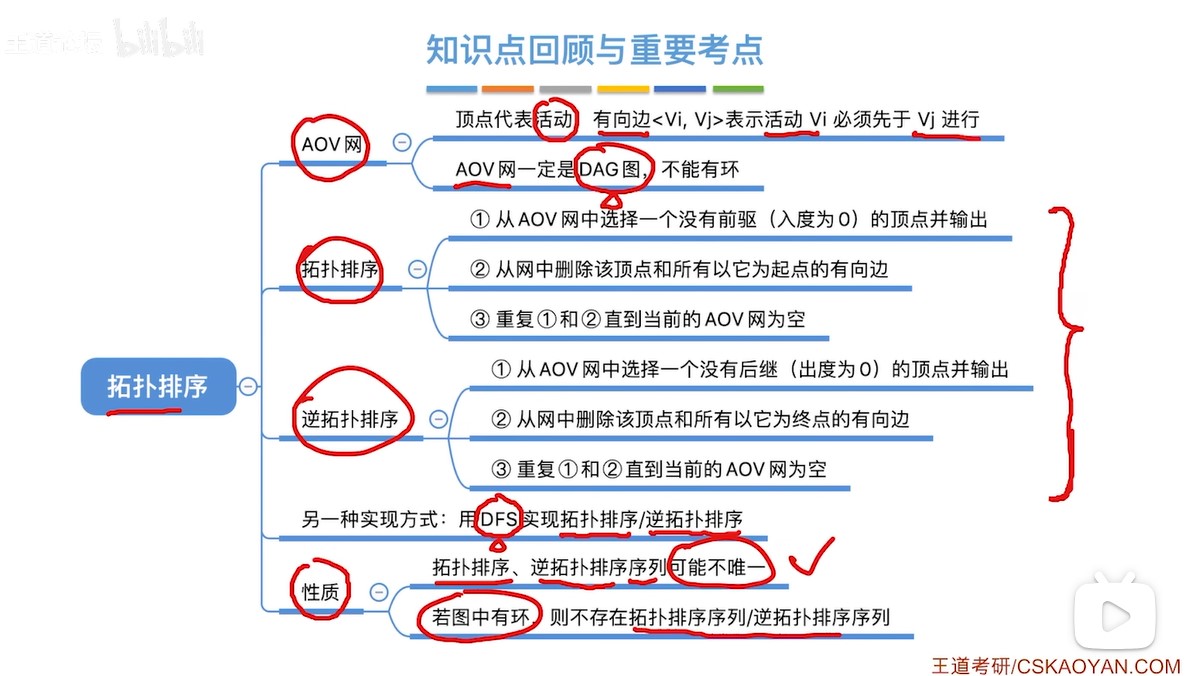 bilibili
知识点回顾与重要考点
AOV网
顶点代表活动，有向边<Vi, Vj>表示活动 Vi 必须先于 Vj 进行
AOV网一定是DAG图，不能有环
拓扑排序
① 从AOV网中选择一个没有前驱（入度为0）的顶点并输出
② 从网中删除该顶点和所有以它为起点的有向边
③ 重复①和②直到当前的AOV网为空
拓扑排序
逆拓扑排序
① 从AOV网中选择一个没有后继（出度为0）的顶点并输出
② 从网中删除该顶点和所有以它为终点的有向边
③ 重复①和②直到当前的AOV网为空
另一种实现方式：用DFS实现拓扑排序/逆拓扑排序
性质
拓扑排序、逆拓扑排序序列可能不唯一
若图中有环，则不存在拓扑排序序列/逆拓扑排序序列
王道考研/CSKAOYAN.COM